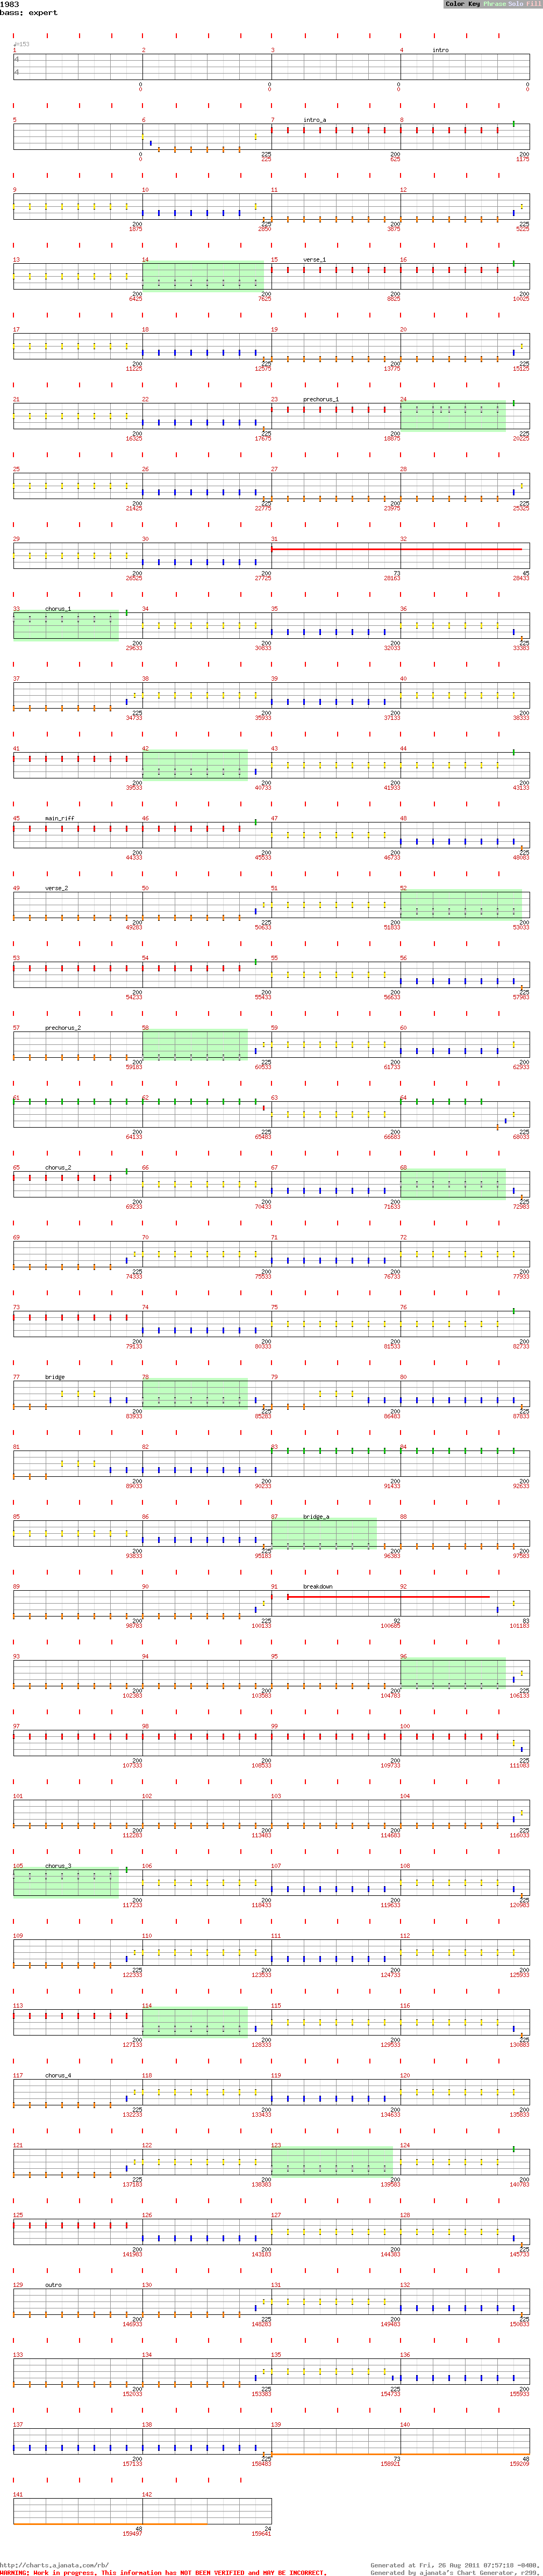 1983
bass: expert
Color Key Phrase Solo Fill
♩=153
1 2 3 4 intro
4
4
0 0 0 0
0 0 0 0
5 6 7 intro_a 8
0 225 200 200
0 225 625 1175
9 10 11 12
200 225 200 225
1875 2850 3875 5225
13 14 15 verse_1 16
200 200 200 200
6425 7625 8825 10025
17 18 19 20
200 225 200 225
11225 12575 13775 15125
21 22 23 prechorus_1 24
200 225 200 225
16325 17675 18875 20225
25 26 27 28
200 225 200 225
21425 22775 23975 25325
29 30 31 32
200 200 73 45
26525 27725 28163 28433
33 chorus_1 34 35 36
200 200 200 225
29633 30833 32033 33383
37 38 39 40
225 200 200 200
34733 35933 37133 38333
41 42 43 44
200 200 200 200
39533 40733 41933 43133
45 main_riff 46 47 48
200 200 200 225
44333 45533 46733 48083
49 verse_2 50 51 52
200 225 200 200
49283 50633 51833 53033
53 54 55 56
200 200 200 225
54233 55433 56633 57983
57 prechorus_2 58 59 60
200 225 200 200
59183 60533 61733 62933
61 62 63 64
200 225 200 225
64133 65483 66683 68033
65 chorus_2 66 67 68
200 200 200 225
69233 70433 71633 72983
69 70 71 72
225 200 200 200
74333 75533 76733 77933
73 74 75 76
200 200 200 200
79133 80333 81533 82733
77 bridge 78 79 80
200 225 200 225
83933 85283 86483 87833
81 82 83 84
200 200 200 200
89033 90233 91433 92633
85 86 87 bridge_a 88
200 225 200 200
93833 95183 96383 97583
89 90 91 breakdown 92
200 225 92 83
98783 100133 100685 101183
93 94 95 96
200 200 200 225
102383 103583 104783 106133
97 98 99 100
200 200 200 225
107333 108533 109733 111083
101 102 103 104
200 200 200 225
112283 113483 114683 116033
105 chorus_3 106 107 108
200 200 200 225
117233 118433 119633 120983
109 110 111 112
225 200 200 200
122333 123533 124733 125933
113 114 115 116
200 200 200 225
127133 128333 129533 130883
117 chorus_4 118 119 120
225 200 200 200
132233 133433 134633 135833
121 122 123 124
225 200 200 200
137183 138383 139583 140783
125 126 127 128
200 200 200 225
141983 143183 144383 145733
129 outro 130 131 132
200 225 200 225
146933 148283 149483 150833
133 134 135 136
200 225 225 200
152033 153383 154733 155933
137 138 139 140
200 225 73 48
157133 158483 158921 159209
141 142
48 24
159497 159641
http://charts.ajanata.com/rb/
WARNING: Work in progress. This information has NOT BEEN VERIFIED and MAY BE INCORRECT.
Generated at Fri, 26 Aug 2011 07:57:18 -0400.
Generated by ajanata's Chart Generator, r299.